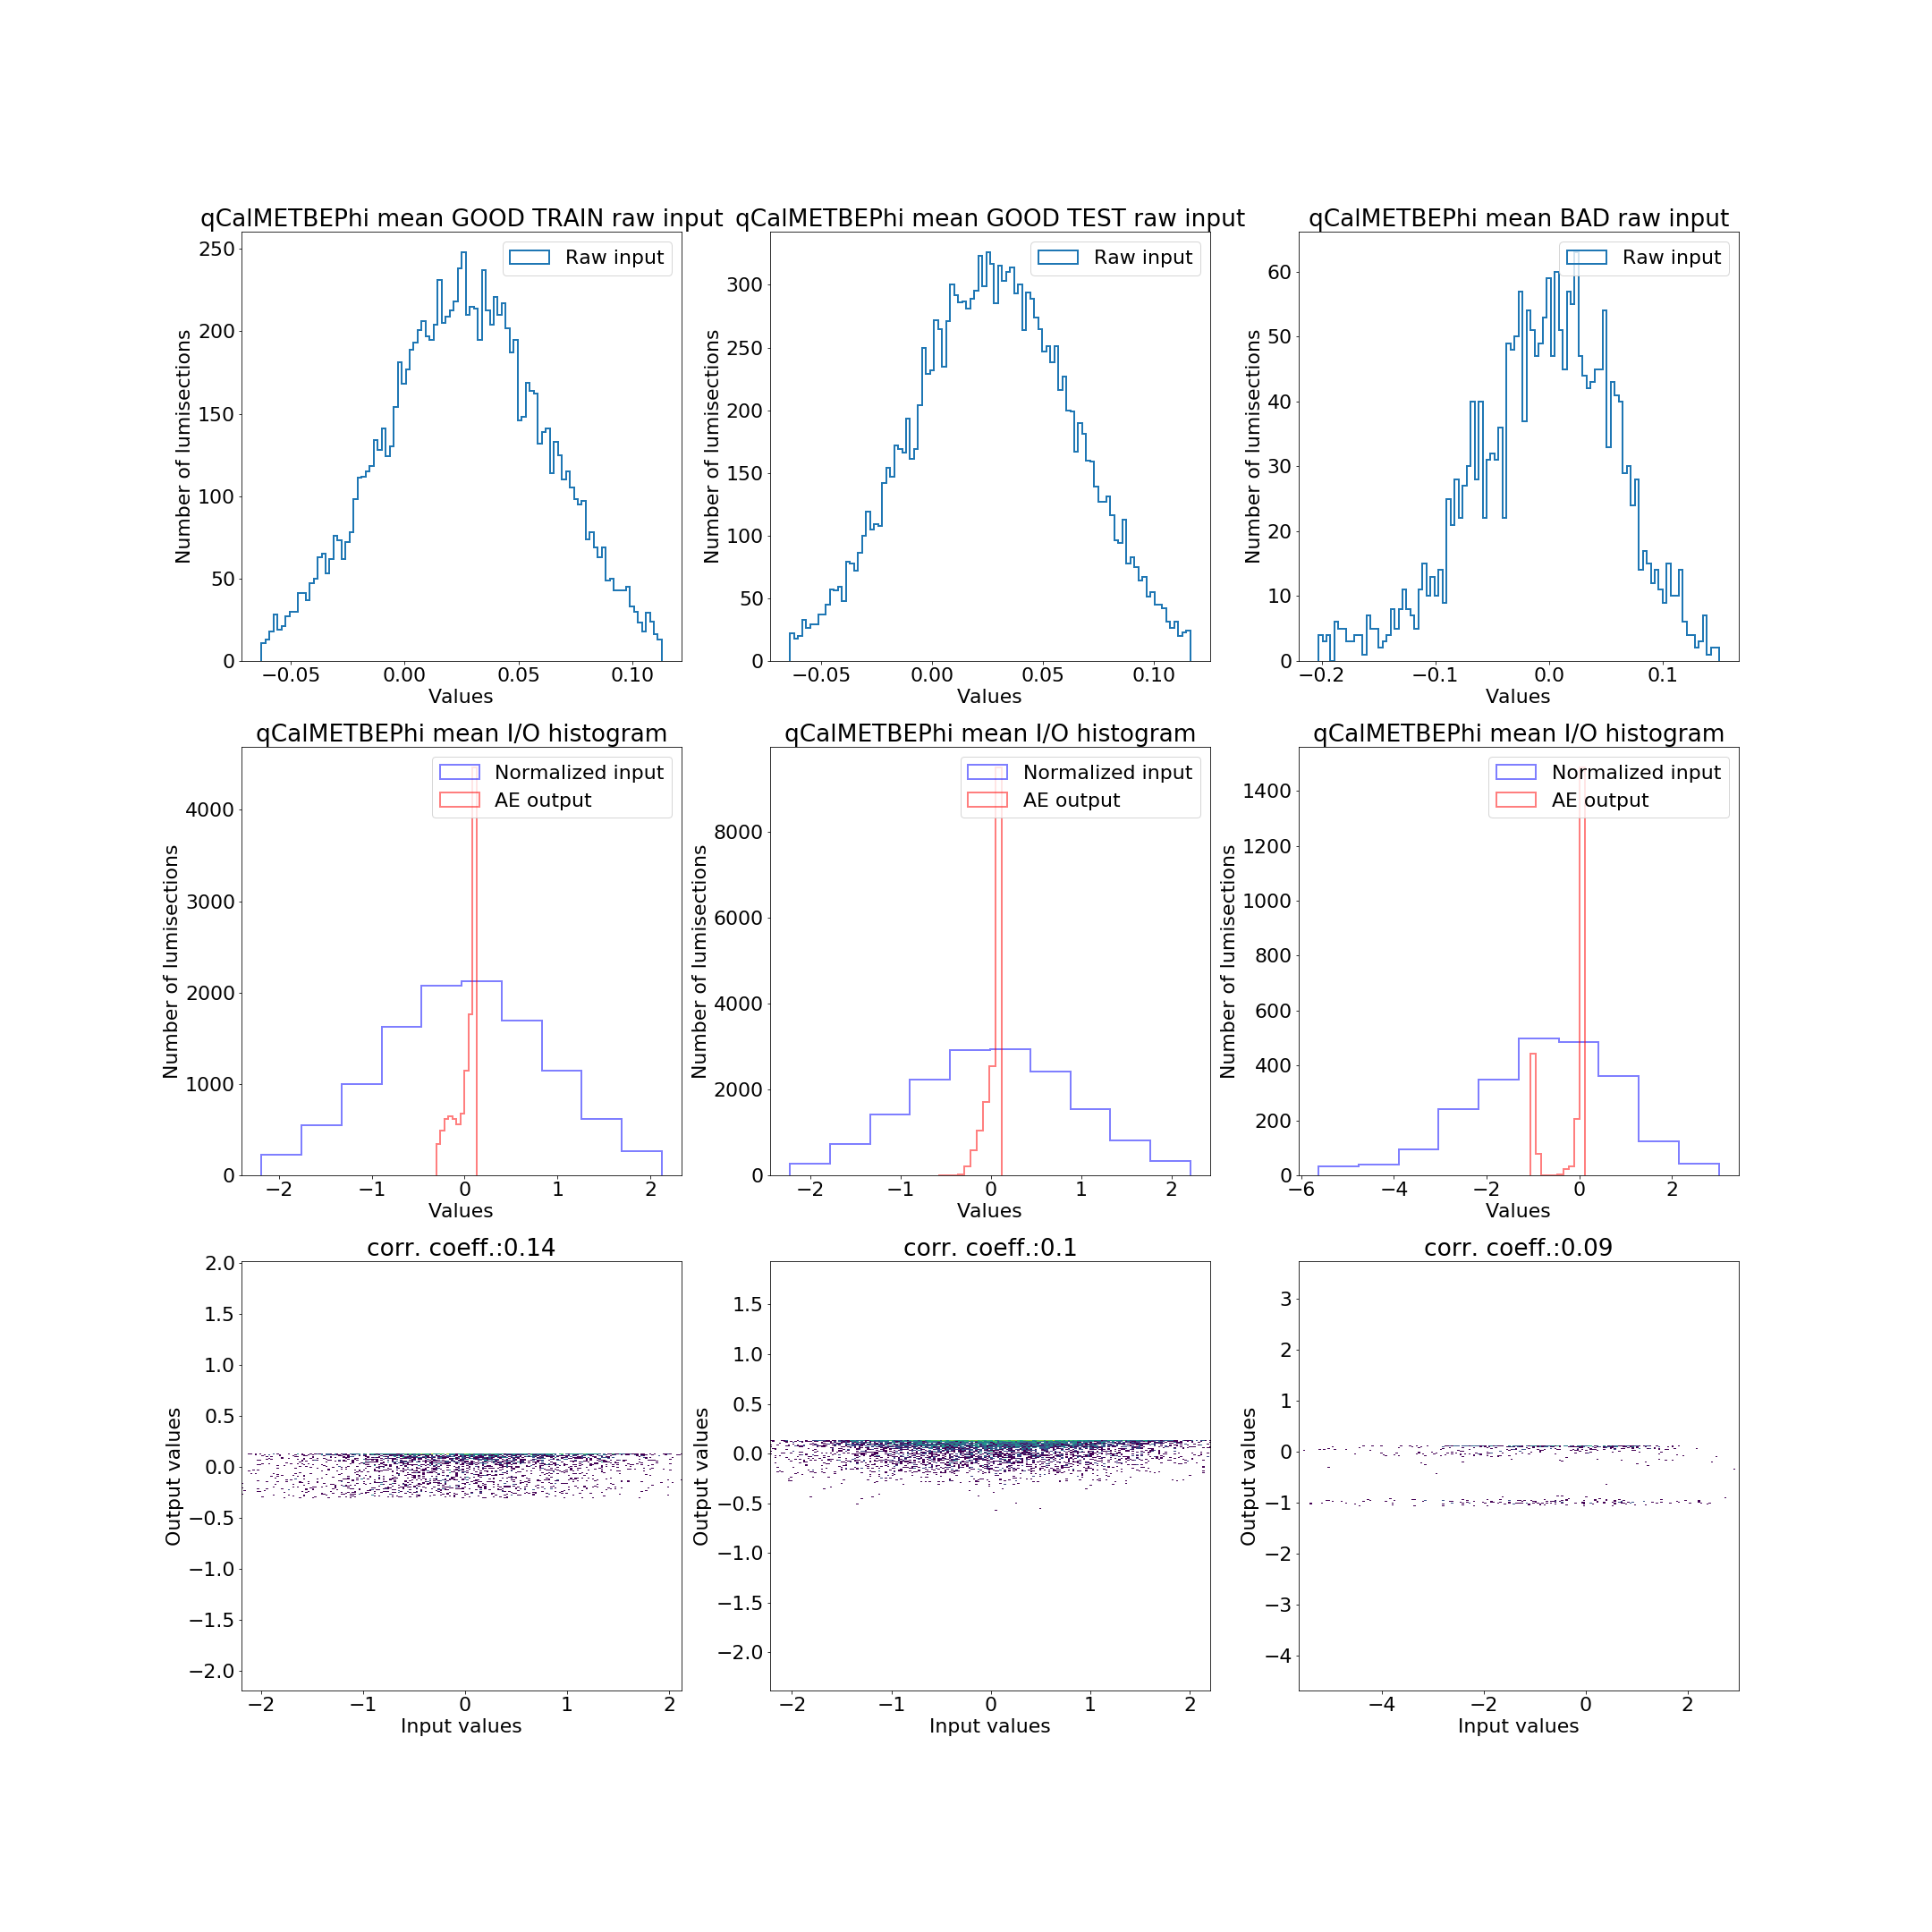 qCalMETBEPhi mean GOOD TRAIN raw input
qCalMETBEPhi mean GOOD TEST raw input
qCalMETBEPhi mean BAD raw input
Raw input
Raw input
Raw input
Number of lumisections
250
200
150
100
50
0
−0.05
0.00
0.05
0.10
Values
Number of lumisections
300
250
200
150
100
50
0
−0.05
0.00
0.05
0.10
Values
Number of lumisections
60
50
40
30
20
10
0
−0.2
−0.1
0.0
0.1
Values
qCalMETBEPhi mean I/O histogram
Normalized input
AE output
Number of lumisections
4000
3000
2000
1000
0
−2
−1
0
1
2
Values
qCalMETBEPhi mean I/O histogram
Normalized input
AE output
Number of lumisections
8000
6000
4000
2000
0
−2
−1
0
1
2
Values
qCalMETBEPhi mean I/O histogram
Normalized input
AE output
Number of lumisections
1400
1200
1000
800
600
400
200
0
−6
−4
−2
0
2
Values
corr. coeff.:0.14
Output values
2.0
1.5
1.0
0.5
0.0
−0.5
−1.0
−1.5
−2.0
−2
−1
0
1
2
Input values
corr. coeff.:0.1
Output values
1.5
1.0
0.5
0.0
−0.5
−1.0
−1.5
−2.0
−2
−1
0
1
2
Input values
corr. coeff.:0.09
Output values
3
2
1
0
−1
−2
−3
−4
−4
−2
0
2
Input values